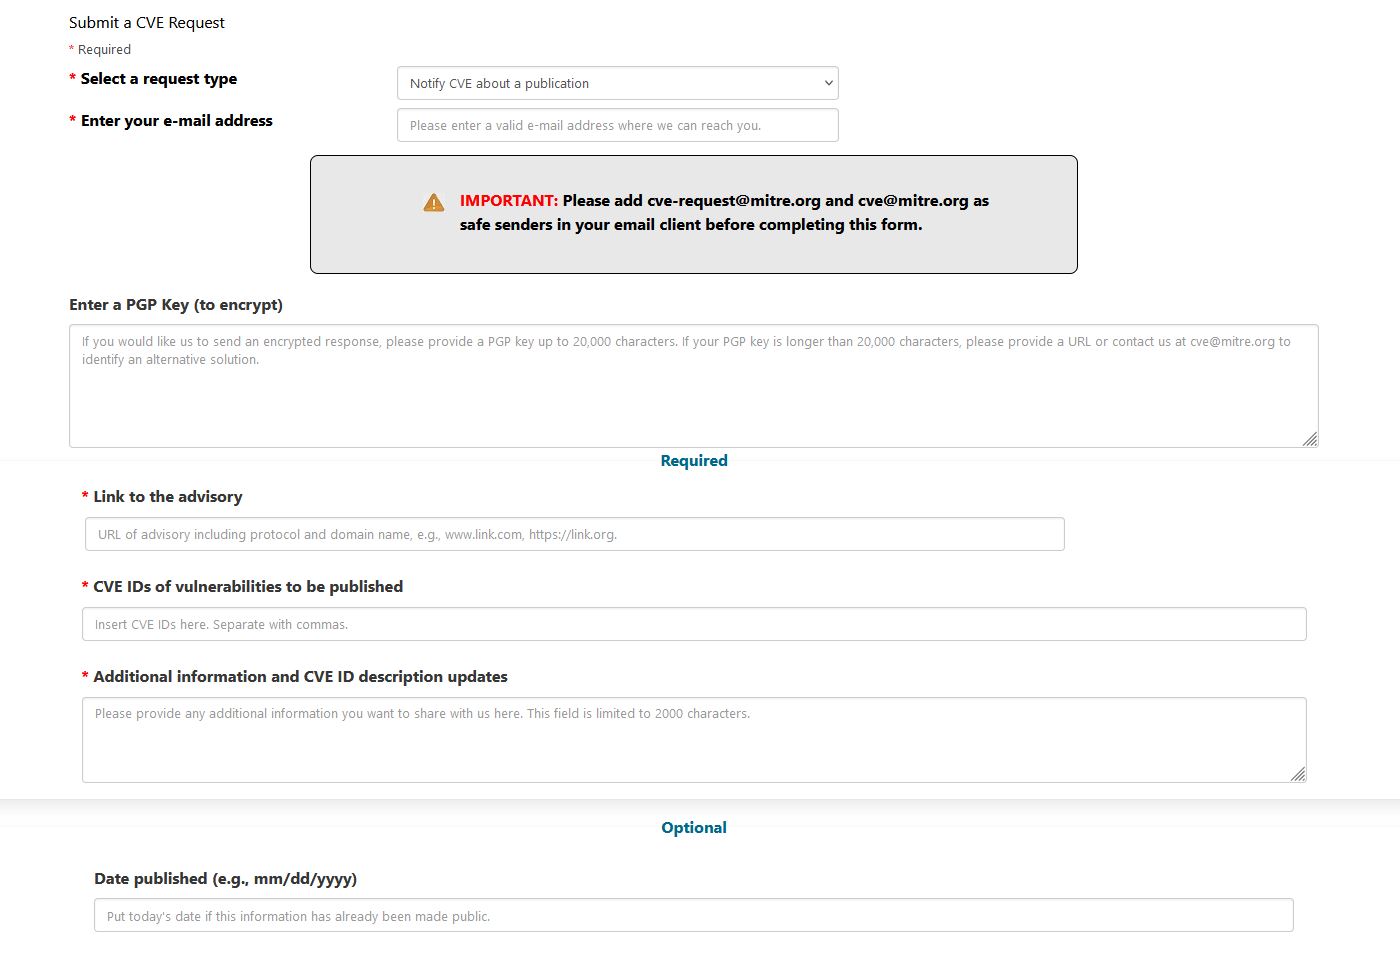 Submit a CVE Request
* Required
* Select a request type
Notify CVE about a publication
* Enter your e-mail address
Please enter a valid e-mail address where we can reach you.
IMPORTANT: Please add cve-request@mitre.org and cve@mitre.org as
safe senders in your email client before completing this form.
Enter a PGP Key (to encrypt)
If you would like us to send an encrypted response, please provide a PGP key up to 20,000 characters. If your PGP key is longer than 20,000 characters, please provide a URL or contact us at cve@mitre.org to
identify an alternative solution.
Required
* Link to the advisory
URL of advisory including protocol and domain name, e.g., www.link.com, https://link.org.
* CVE IDs of vulnerabilities to be published
Insert CVE IDs here. Separate with commas.
* Additional information and CVE ID description updates
Please provide any additional information you want to share with us here. This field is limited to 2000 characters.
Optional
Date published (e.g., mm/dd/yyyy)
Put today's date if this information has already been made public.